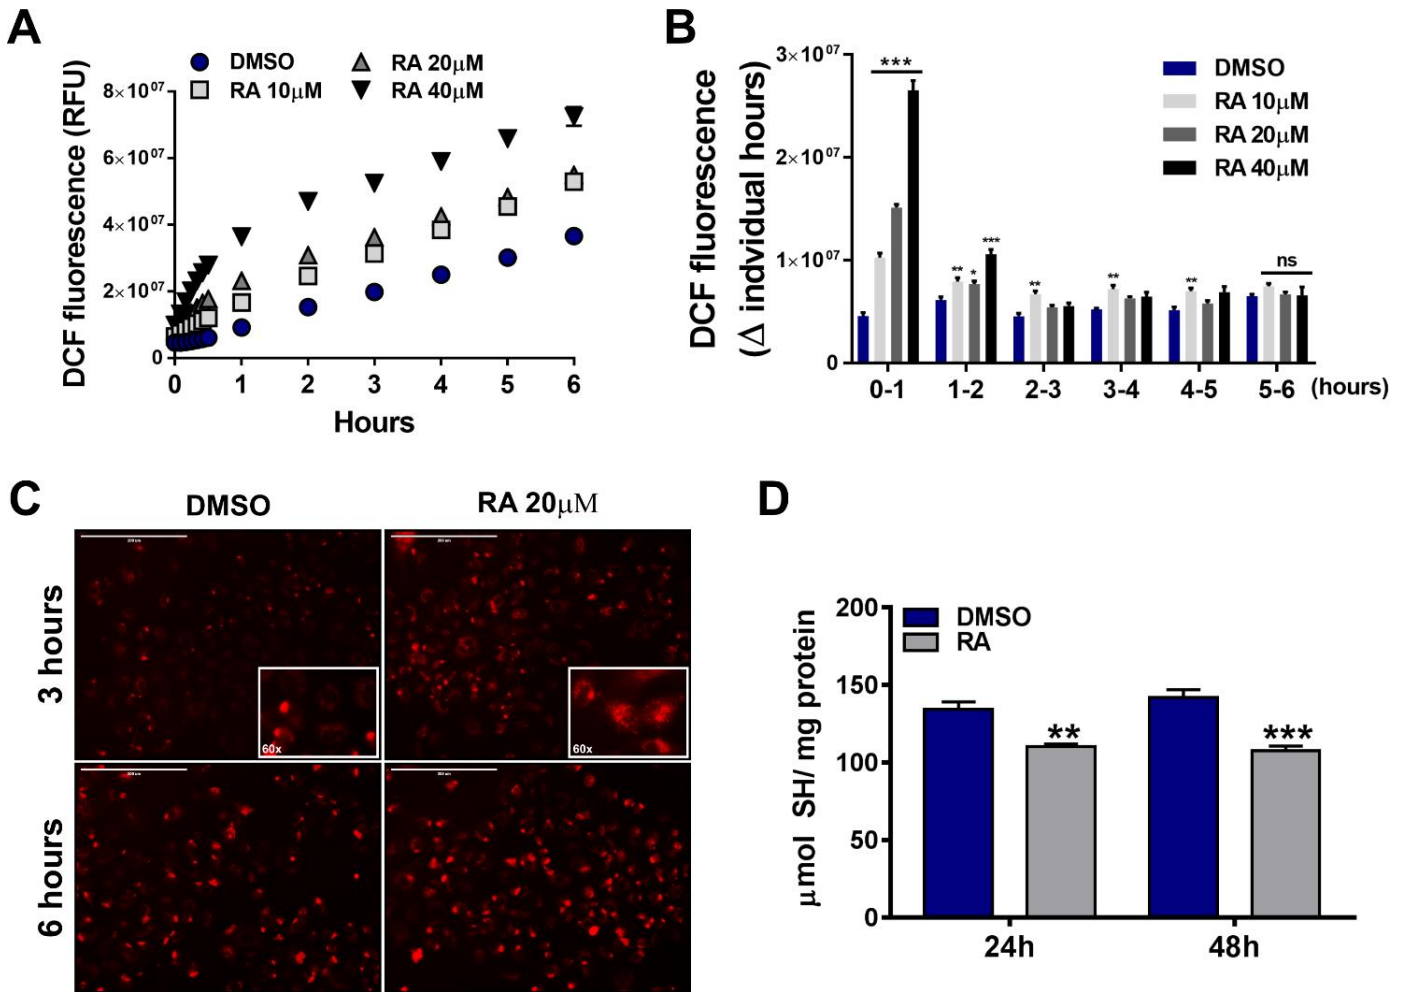 A
DMSO
RA 10μM
RA 20μM
RA 40μM
DCF fluorescence (RFU)
8×10⁰⁷
6×10⁰⁷
4×10⁰⁷
2×10⁰⁷
0
0 1 2 3 4 5 6
Hours
B
DCF fluorescence
(Δ indvidual hours)
3×10⁰⁷
2×10⁰⁷
1×10⁰⁷
0
***
** * ***
**
**
**
ns
DMSO
RA 10μM
RA 20μM
RA 40μM
0-1 1-2 2-3 3-4 4-5 5-6 (hours)
C
DMSO RA 20μM
3 hours
60x 60x
6 hours
D
μmol SH/ mg protein
200
150
100
50
0
DMSO
RA
** ***
24h 48h